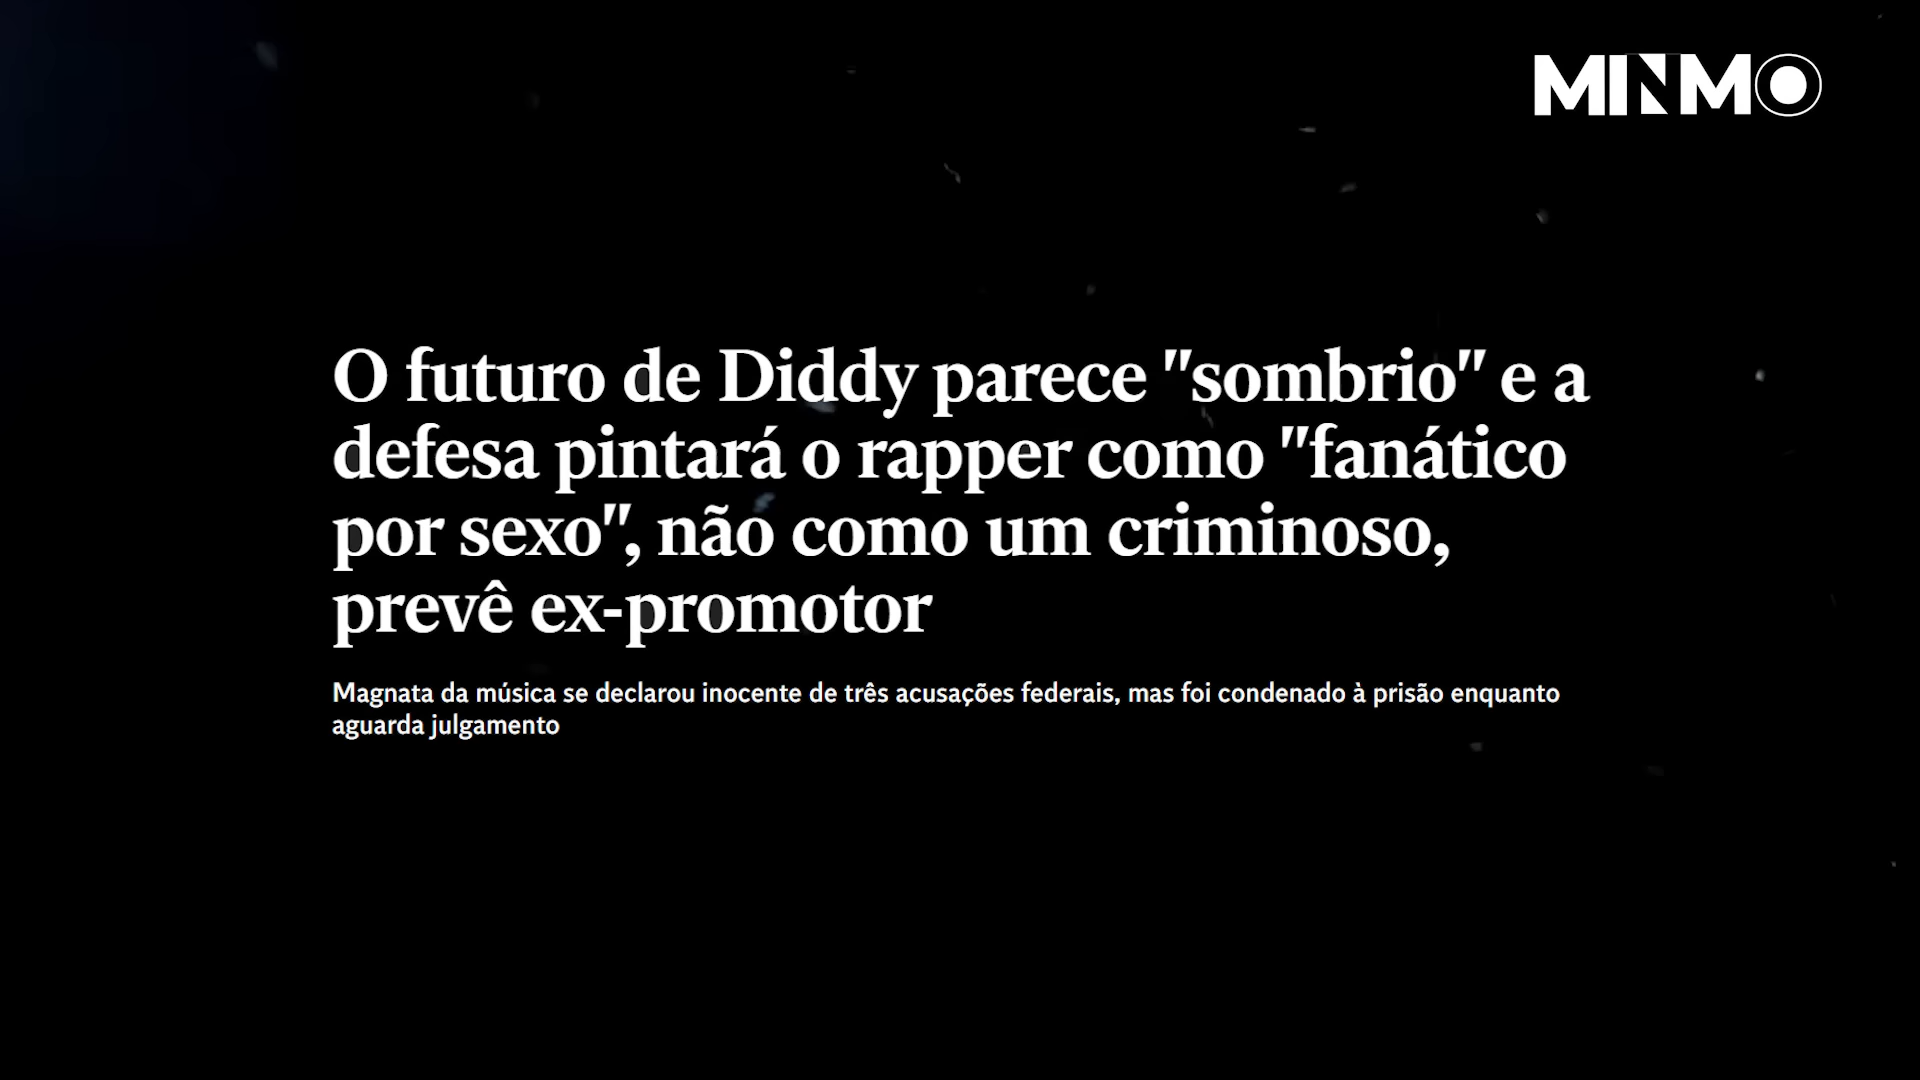 MINMO
O futuro de Diddy parece "sombrio" e a
defesa pintará o rapper como "fanático
por sexo", não como um criminoso,
prevê ex-promotor
Magnata da música se declarou inocente de três acusações federais, mas foi condenado à prisão enquanto
aguarda julgamento